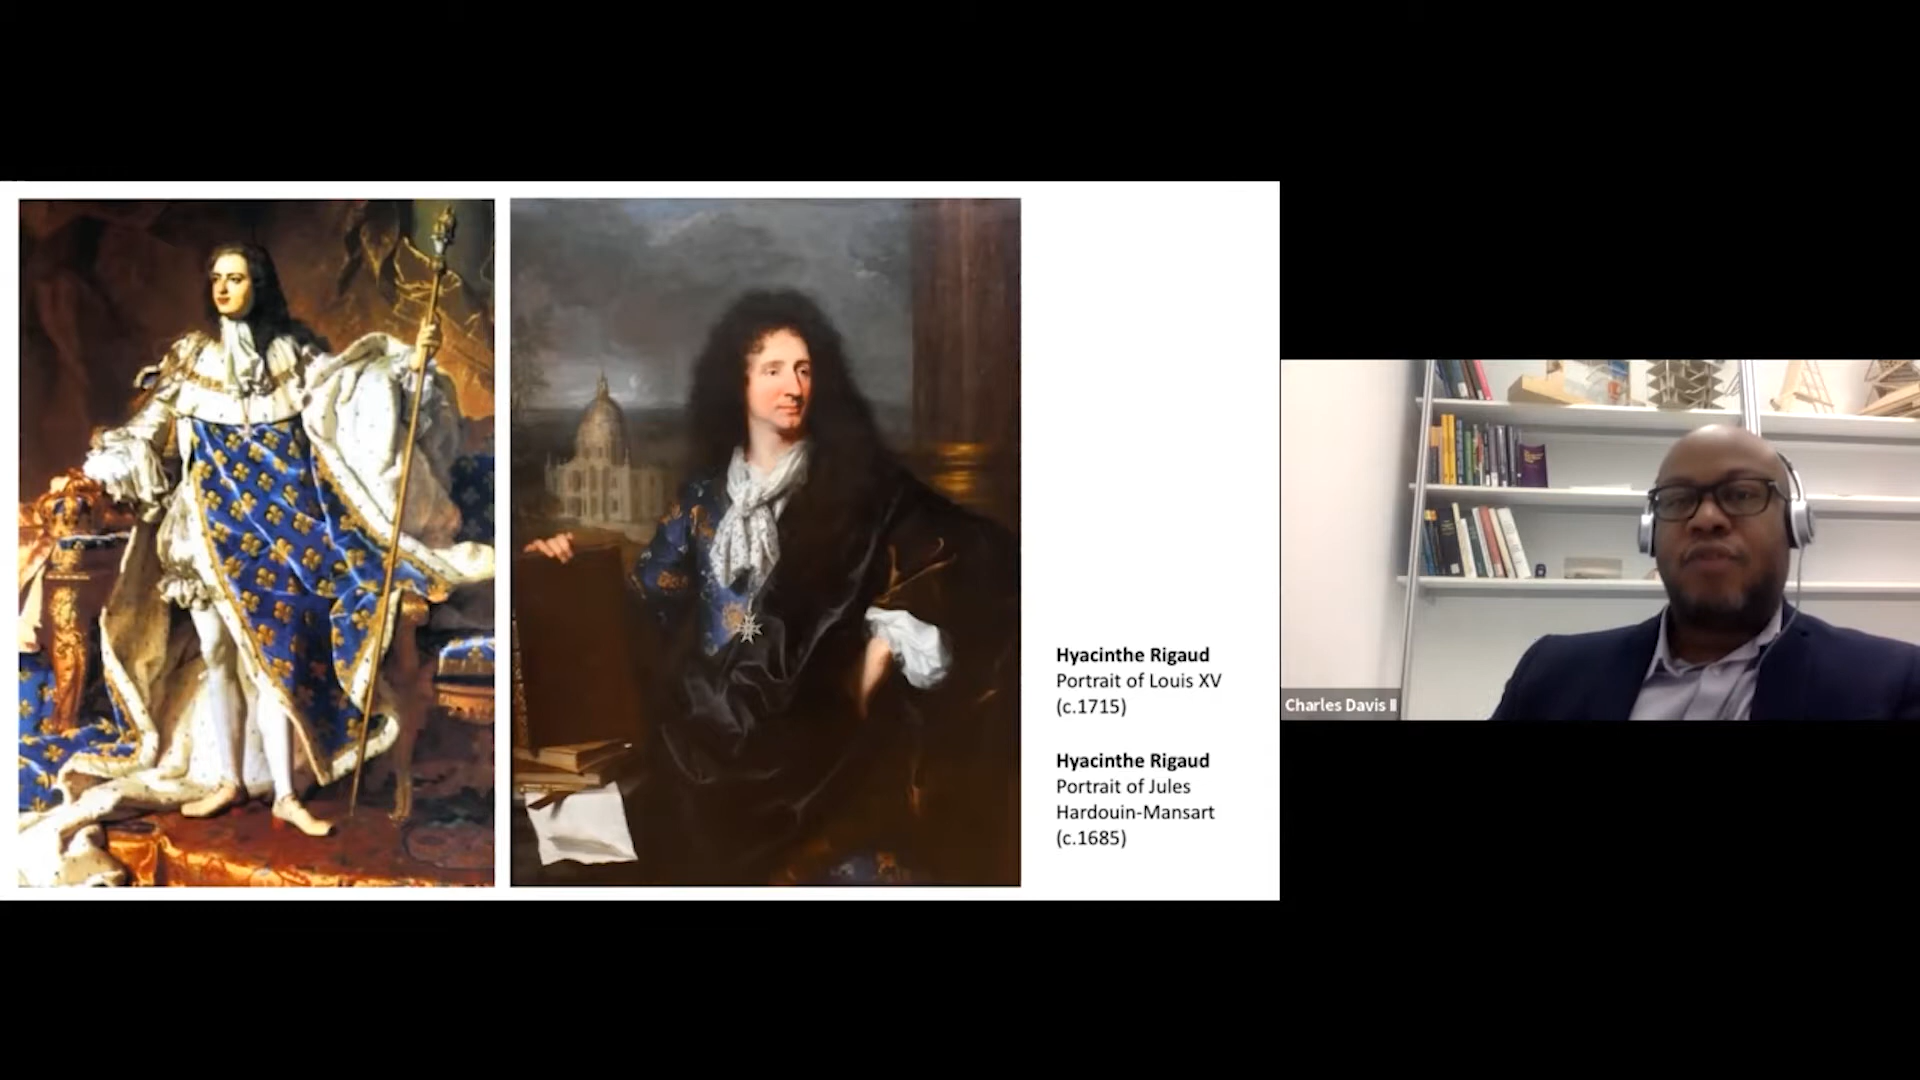 Hyacinthe Rigaud
Portrait of Louis XV
(c.1715)
Hyacinthe Rigaud
Portrait of Jules
Hardouin-Mansart
(c.1685)
Charles Davis II